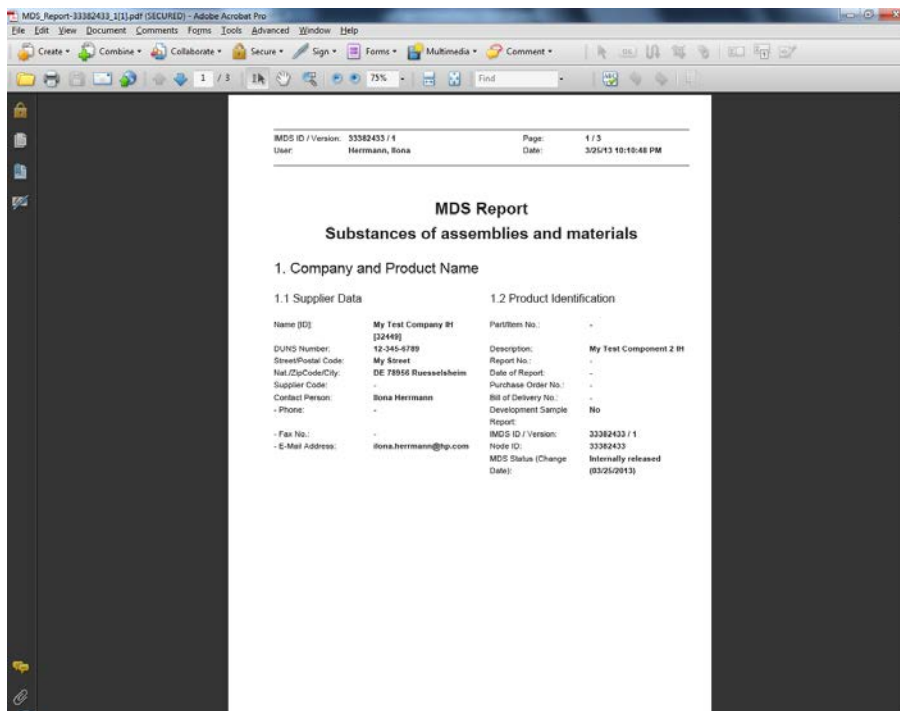 MDS_Report-33382433_1[1].pdf (SECURED) - Adobe Acrobat Pro
File Edit View Document Comments Forms Tools Advanced Window Help
Create Combine Collaborate Secure Sign Forms Multimedia Comment
1 / 3 75% Find
IMDS ID / Version: 33382433 / 1 Page: 1 / 3
User: Herrmann, Ilona Date: 3/25/13 10:10:48 PM
MDS Report
Substances of assemblies and materials
1. Company and Product Name
1.1 Supplier Data 1.2 Product Identification
Name [ID]: My Test Company IH Part/Item No.: -
[32449]
DUNS Number: 12-345-6789 Description: My Test Component 2 IH
Street/Postal Code: My Street Report No.: -
Nat./ZipCode/City: DE 78956 Ruesselsheim Date of Report: -
Supplier Code: - Purchase Order No.: -
Contact Person: Ilona Herrmann Bill of Delivery No.: -
- Phone: - Development Sample No
Report:
- Fax No.: - IMDS ID / Version: 33382433 / 1
- E-Mail Address: ilona.herrmann@hp.com Node ID: 33382433
MDS Status (Change Internally released
Date): (03/25/2013)